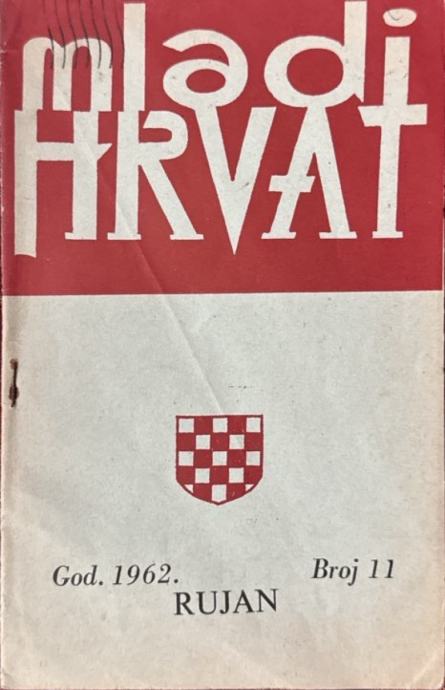 mladi
HRVAT
God. 1962. Broj 11
RUJAN